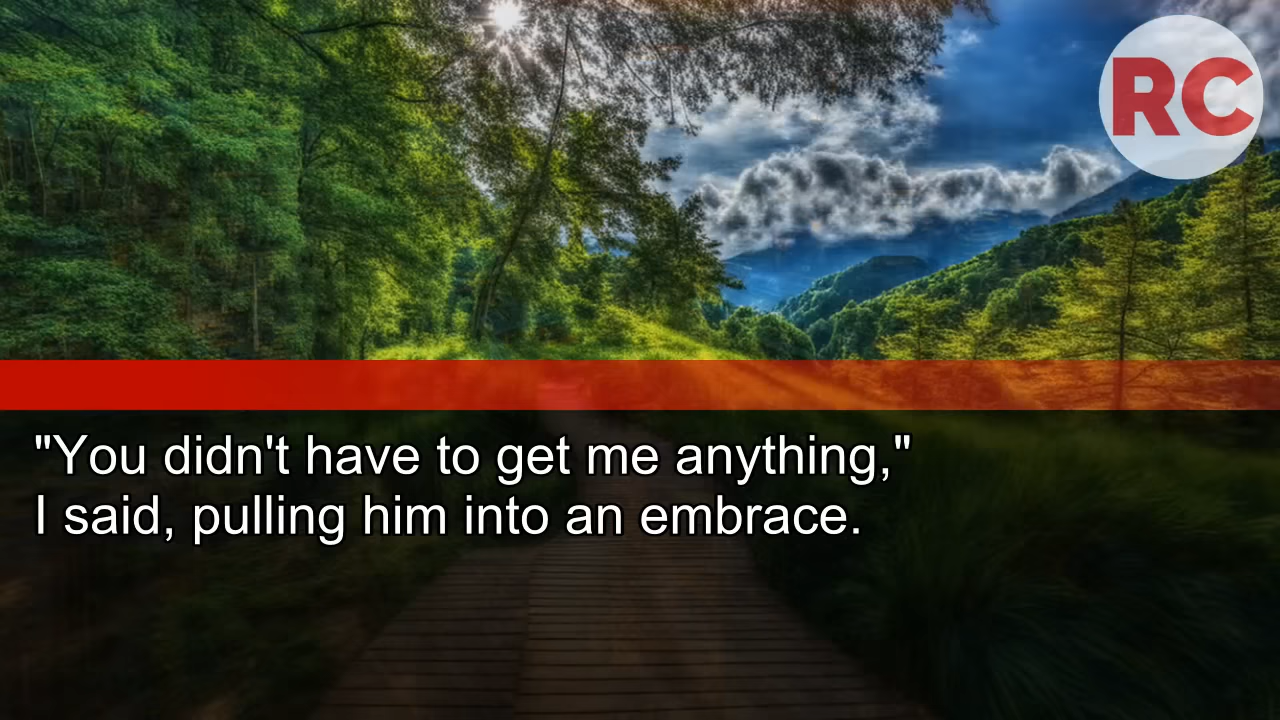 RC
"You didn't have to get me anything,"
I said, pulling him into an embrace.